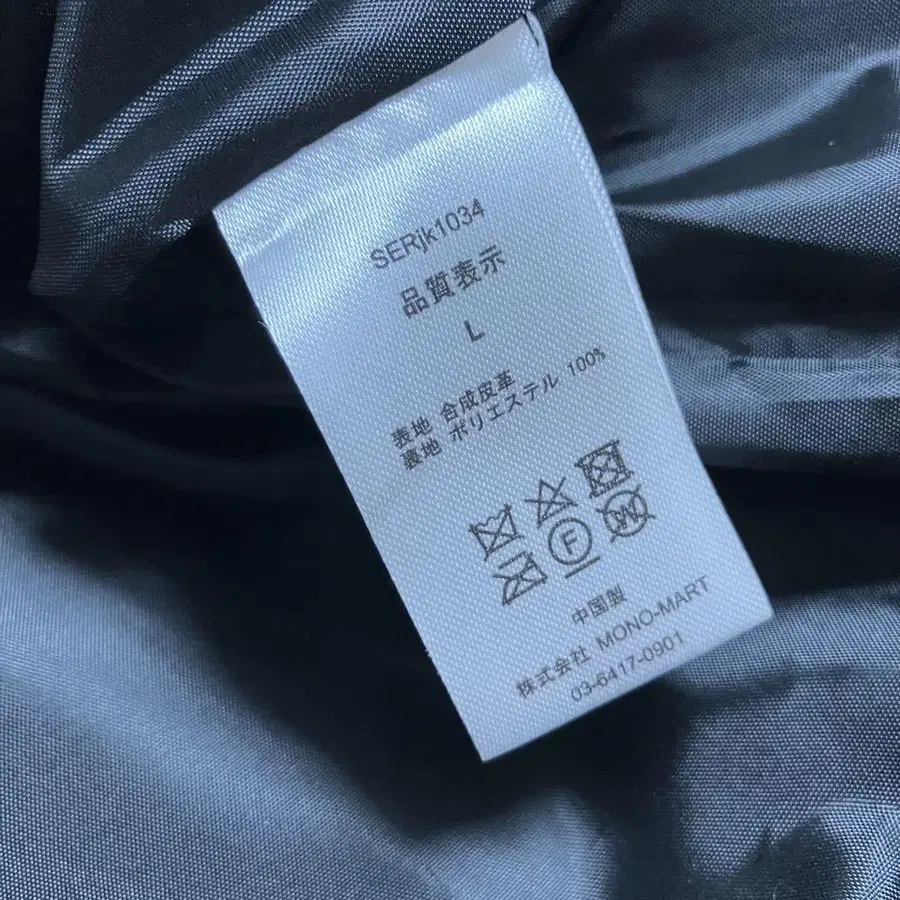 SERjk1034
品質表示
L
表地 合成皮革
裏地 ポリエステル 100%
F
W
中国製
株式会社 MONO-MART
03-6417-0901